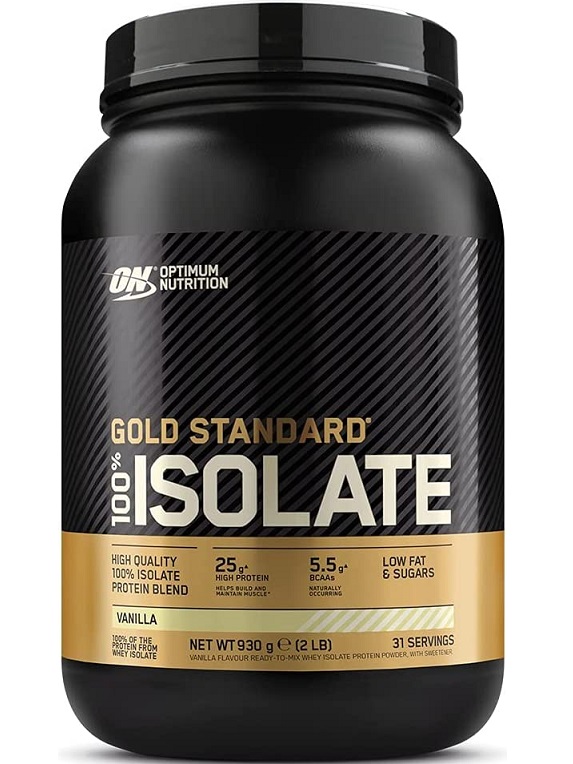 ON® OPTIMUM
NUTRITION
GOLD STANDARD®
100% ISOLATE
HIGH QUALITY
100% ISOLATE
PROTEIN BLEND
25g▲
HIGH PROTEIN
HELPS BUILD AND
MAINTAIN MUSCLE*
5.5g▲
BCAAs
NATURALLY
OCCURRING
LOW FAT
& SUGARS
VANILLA
100% OF THE
PROTEIN FROM
WHEY ISOLATE
NET WT 930 g ℮ (2 LB)
31 SERVINGS
VANILLA FLAVOUR READY-TO-MIX WHEY ISOLATE PROTEIN POWDER, WITH SWEETENER.